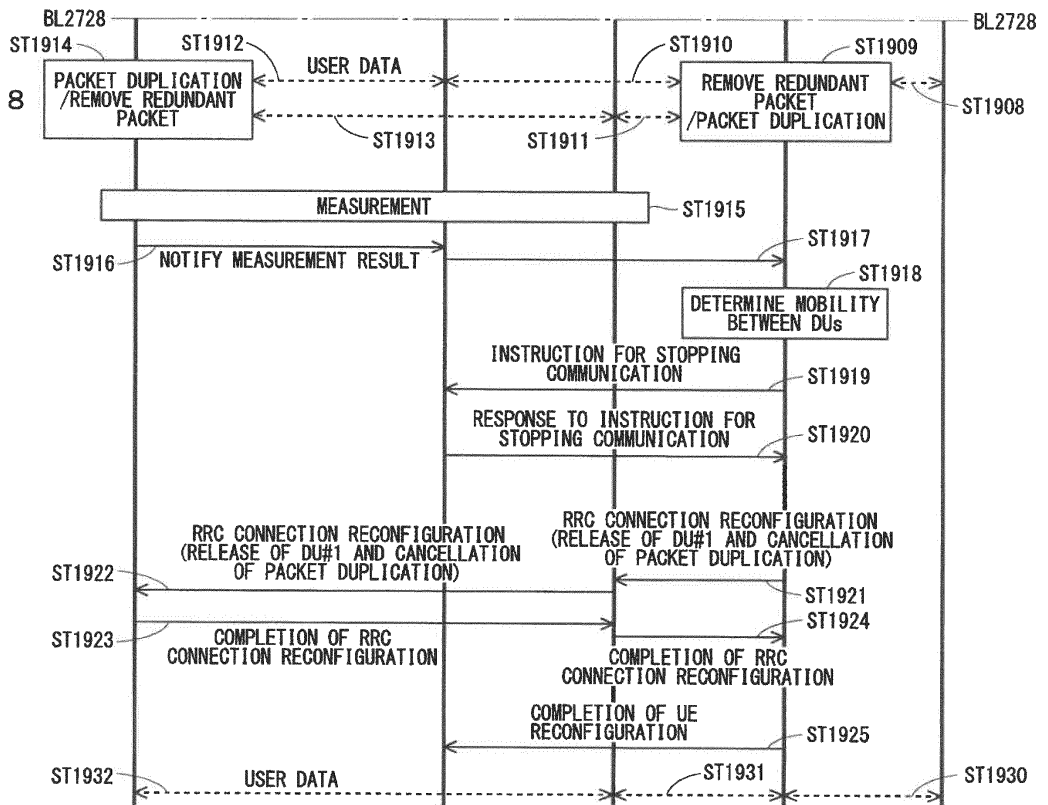 BL2728
BL2728
ST1914
ST1912
ST1910
ST1909
PACKET DUPLICATION
/REMOVE REDUNDANT
PACKET
USER DATA
REMOVE REDUNDANT
PACKET
/PACKET DUPLICATION
ST1908
8
ST1913
ST1911
MEASUREMENT
ST1915
ST1916
NOTIFY MEASUREMENT RESULT
ST1917
ST1918
DETERMINE MOBILITY
BETWEEN DUs
INSTRUCTION FOR STOPPING
COMMUNICATION
ST1919
RESPONSE TO INSTRUCTION FOR
STOPPING COMMUNICATION
ST1920
RRC CONNECTION RECONFIGURATION
(RELEASE OF DU#1 AND CANCELLATION
OF PACKET DUPLICATION)
ST1921
RRC CONNECTION RECONFIGURATION
(RELEASE OF DU#1 AND CANCELLATION
OF PACKET DUPLICATION)
ST1922
ST1923
COMPLETION OF RRC
CONNECTION RECONFIGURATION
ST1924
COMPLETION OF RRC
CONNECTION RECONFIGURATION
COMPLETION OF UE
RECONFIGURATION
ST1925
ST1932
USER DATA
ST1931
ST1930